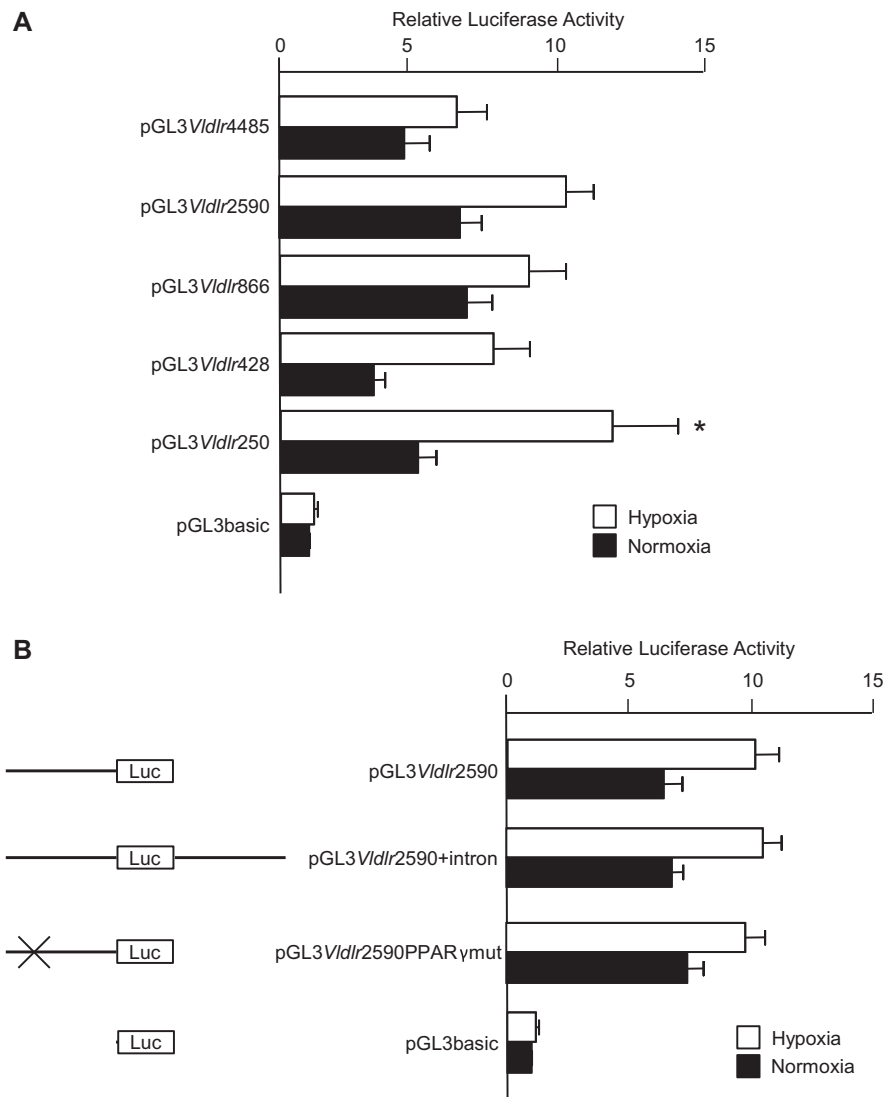 A
Relative Luciferase Activity
0 5 10 15
pGL3Vldlr4485
pGL3Vldlr2590
pGL3Vldlr866
pGL3Vldlr428
pGL3Vldlr250
*
pGL3basic
Hypoxia
Normoxia
B
Relative Luciferase Activity
0 5 10 15
Luc
pGL3Vldlr2590
Luc
pGL3Vldlr2590+intron
Luc
pGL3Vldlr2590PPARγmut
Luc
pGL3basic
Hypoxia
Normoxia